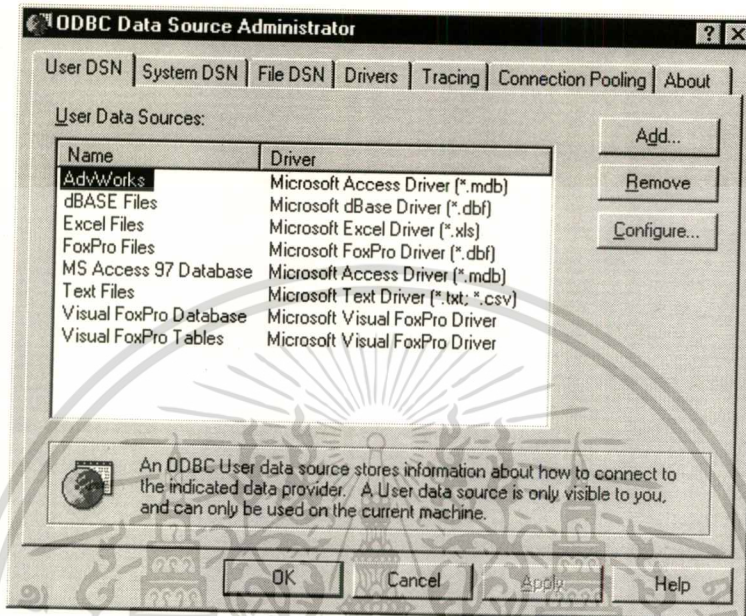 ODBC Data Source Administrator
User DSN System DSN File DSN Drivers Tracing Connection Pooling About
User Data Sources:
Name Driver
AdvWorks Microsoft Access Driver (*.mdb)
dBASE Files Microsoft dBase Driver (*.dbf)
Excel Files Microsoft Excel Driver (*.xls)
FoxPro Files Microsoft FoxPro Driver (*.dbf)
MS Access 97 Database Microsoft Access Driver (*.mdb)
Text Files Microsoft Text Driver (*.txt; *.csv)
Visual FoxPro Database Microsoft Visual FoxPro Driver
Visual FoxPro Tables Microsoft Visual FoxPro Driver
Add...
Remove
Configure...
An ODBC User data source stores information about how to connect to
the indicated data provider. A User data source is only visible to you,
and can only be used on the current machine.
OK Cancel Apply Help